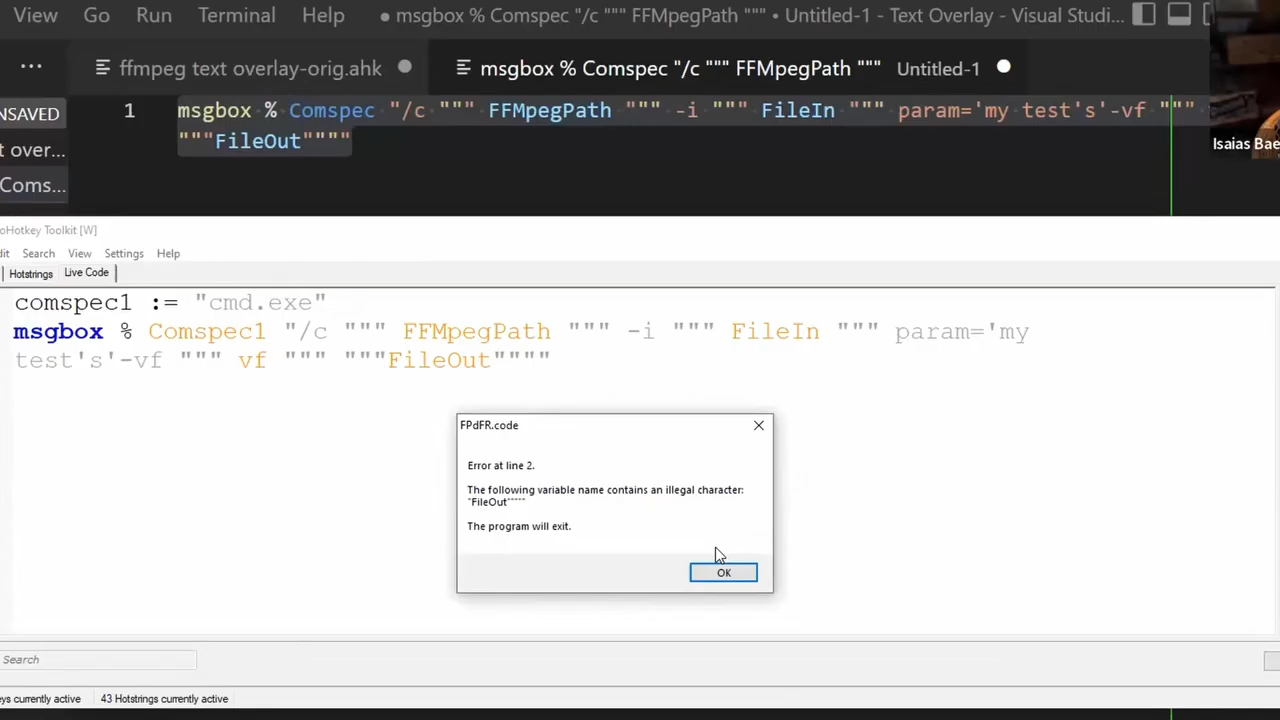 View Go Run Terminal Help ● msgbox % Comspec "/c """ FFMpegPath """ • Untitled-1 - Text Overlay - Visual Studi...
... ffmpeg text overlay-orig.ahk ● msgbox % Comspec "/c """ FFMpegPath """ Untitled-1 ●
NSAVED
1 msgbox % Comspec "/c """ FFMpegPath """ -i """ FileIn """ param='my test's'-vf """
"""FileOut""""
t over...
Coms...
Isaias Bae
oHotkey Toolkit [W]
dit Search View Settings Help
Hotstrings Live Code
comspec1 := "cmd.exe"
msgbox % Comspec1 "/c """ FFMpegPath """ -i """ FileIn """ param='my
test's'-vf """ vf """ """FileOut""""
FPdFR.code
Error at line 2.
The following variable name contains an illegal character:
"FileOut"""""
The program will exit.
OK
Search
eys currently active 43 Hotstrings currently active